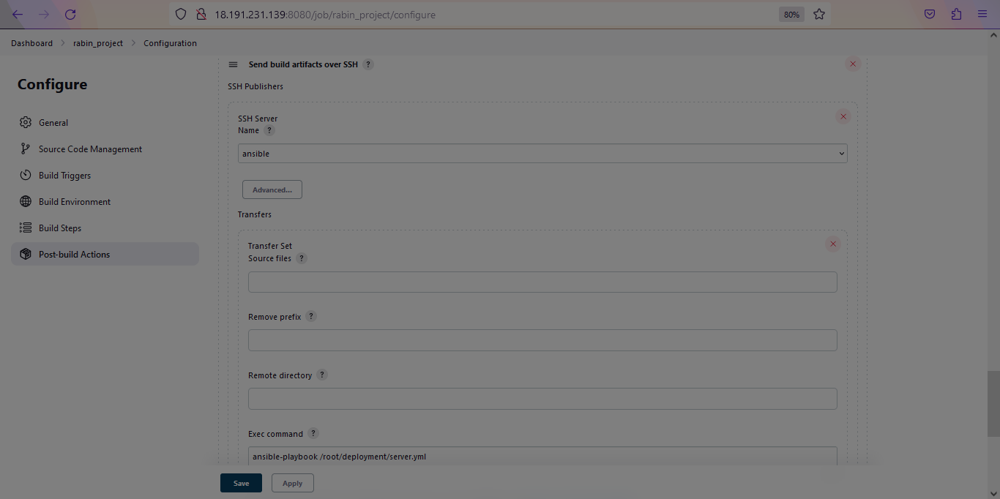 18.191.231.139:8080/job/rabin_project/configure
80%
Dashboard
rabin_project
Configuration
Configure
General
Source Code Management
Build Triggers
Build Environment
Build Steps
Post-build Actions
Send build artifacts over SSH ?
SSH Publishers
SSH Server
Name ?
ansible
Advanced...
Transfers
Transfer Set
Source files ?
Remove prefix ?
Remote directory ?
Exec command ?
ansible-playbook /root/deployment/server.yml
Save
Apply